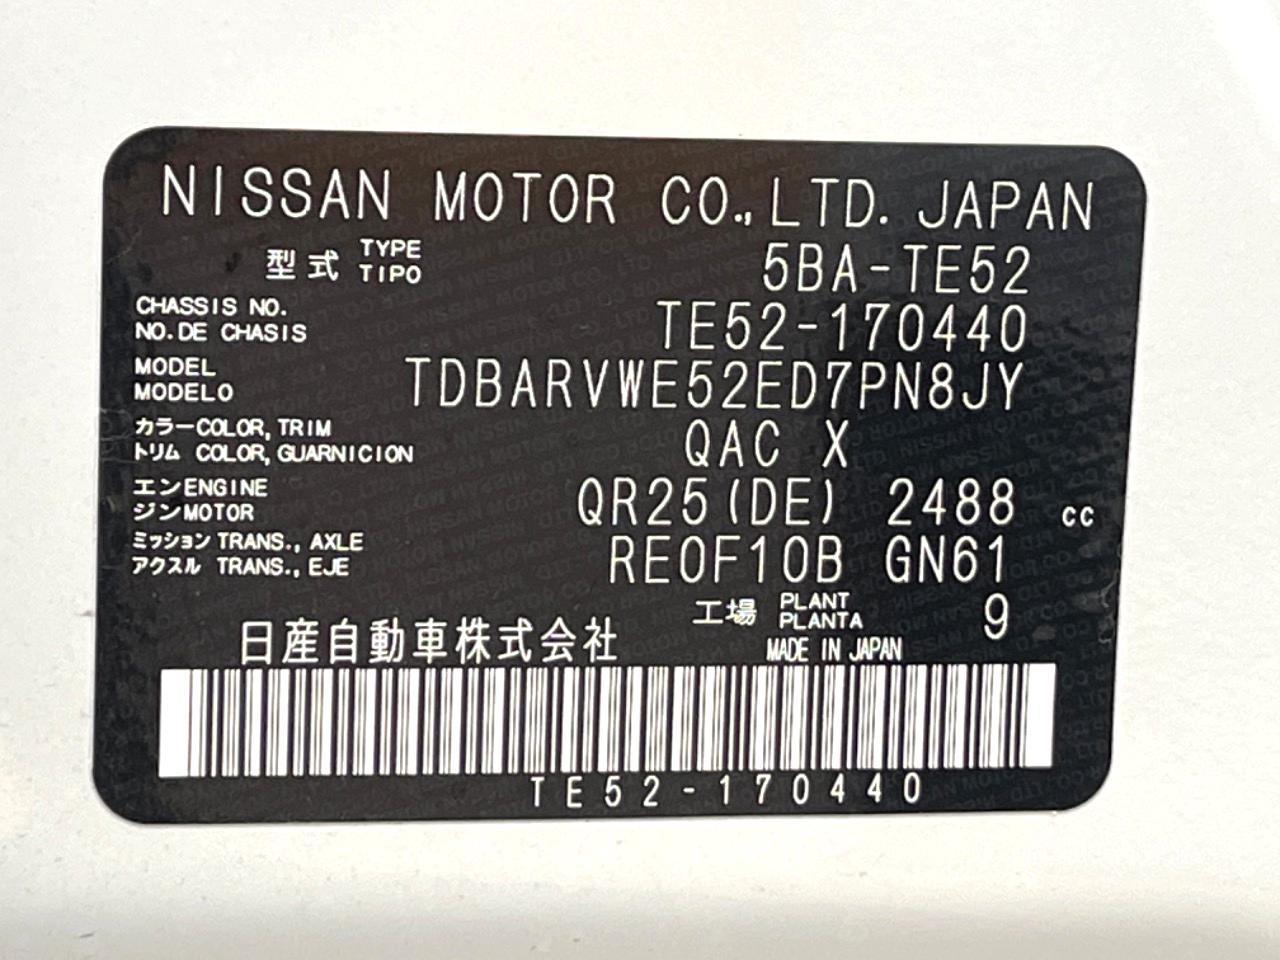 NISSAN MOTOR CO., LTD. JAPAN
型式 TYPE TIPO 5BA-TE52
CHASSIS NO.
NO. DE CHASIS TE52-170440
MODEL
MODELO TDBARVWE52ED7PN8JY
カラーCOLOR, TRIM
トリム COLOR, GUARNICION QAC X
エンENGINE
ジンMOTOR QR25(DE) 2488 cc
ミッション TRANS., AXLE
アクスル TRANS., EJE RE0F10B GN61
工場 PLANT PLANTA 9
日産自動車株式会社 MADE IN JAPAN
TE52-170440